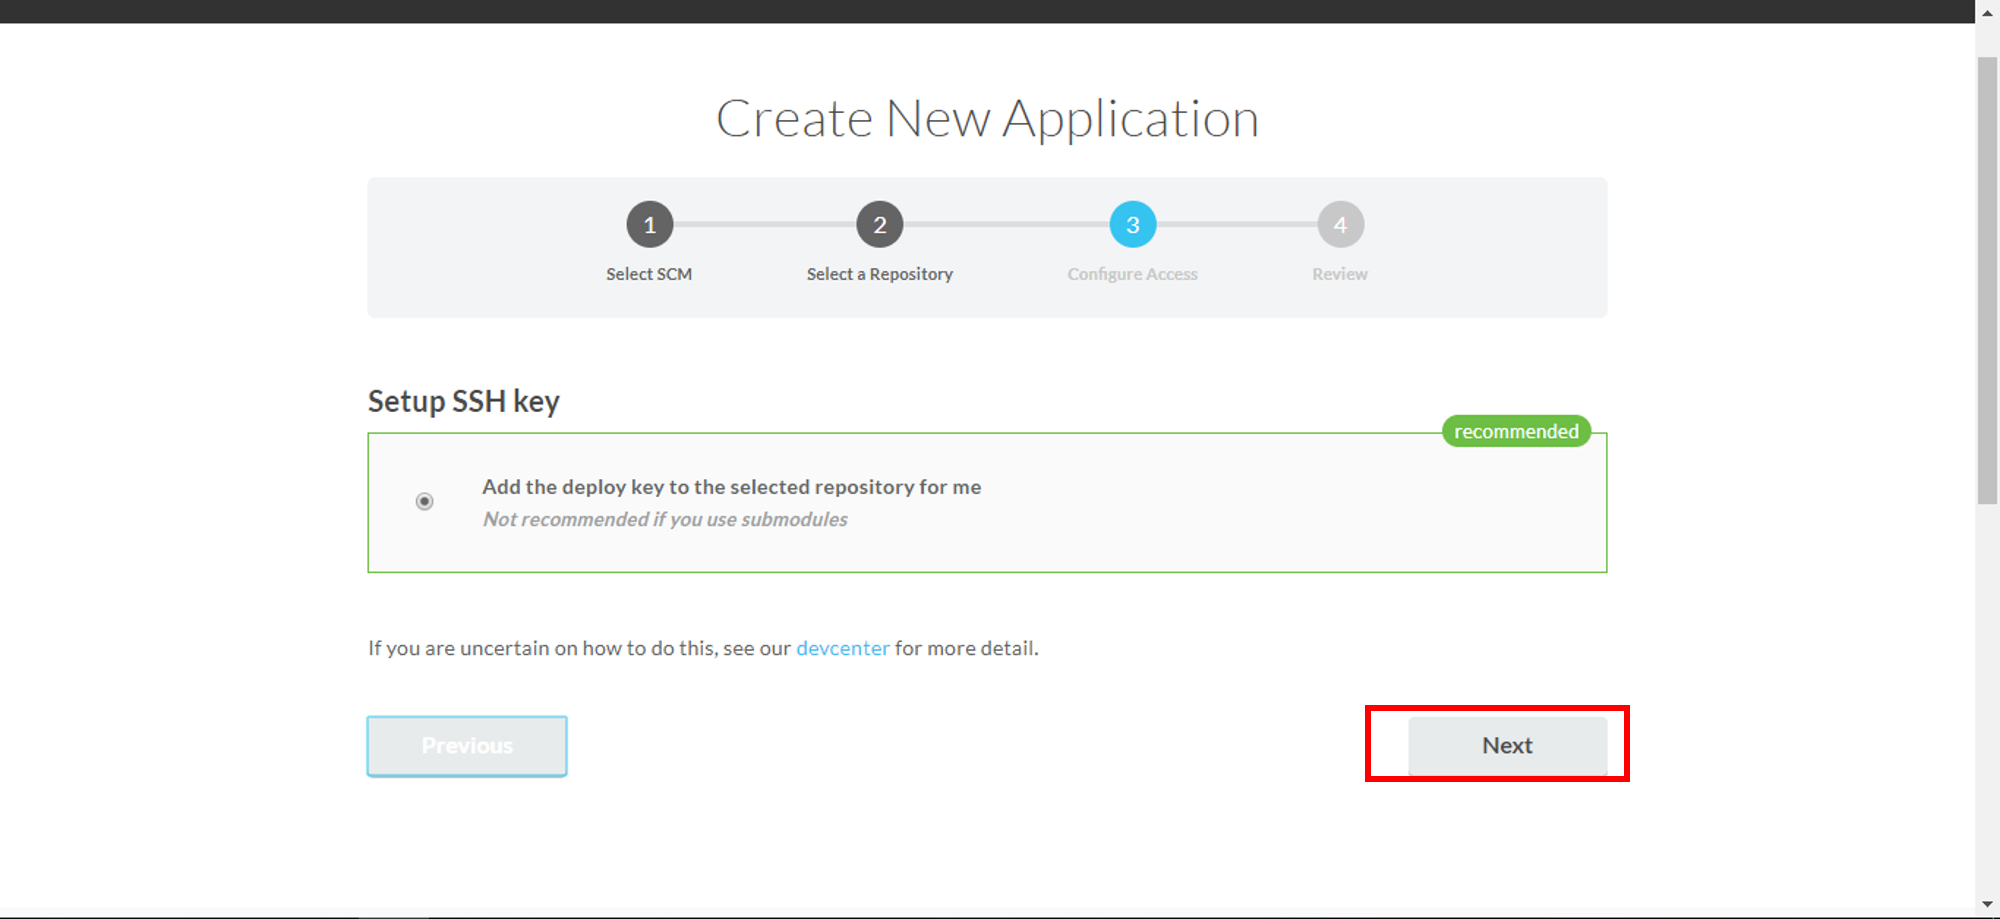 Create New Application
1 2 3 4
Select SCM Select a Repository Configure Access Review
Setup SSH key
recommended
Add the deploy key to the selected repository for me
Not recommended if you use submodules
If you are uncertain on how to do this, see our devcenter for more detail.
Previous Next